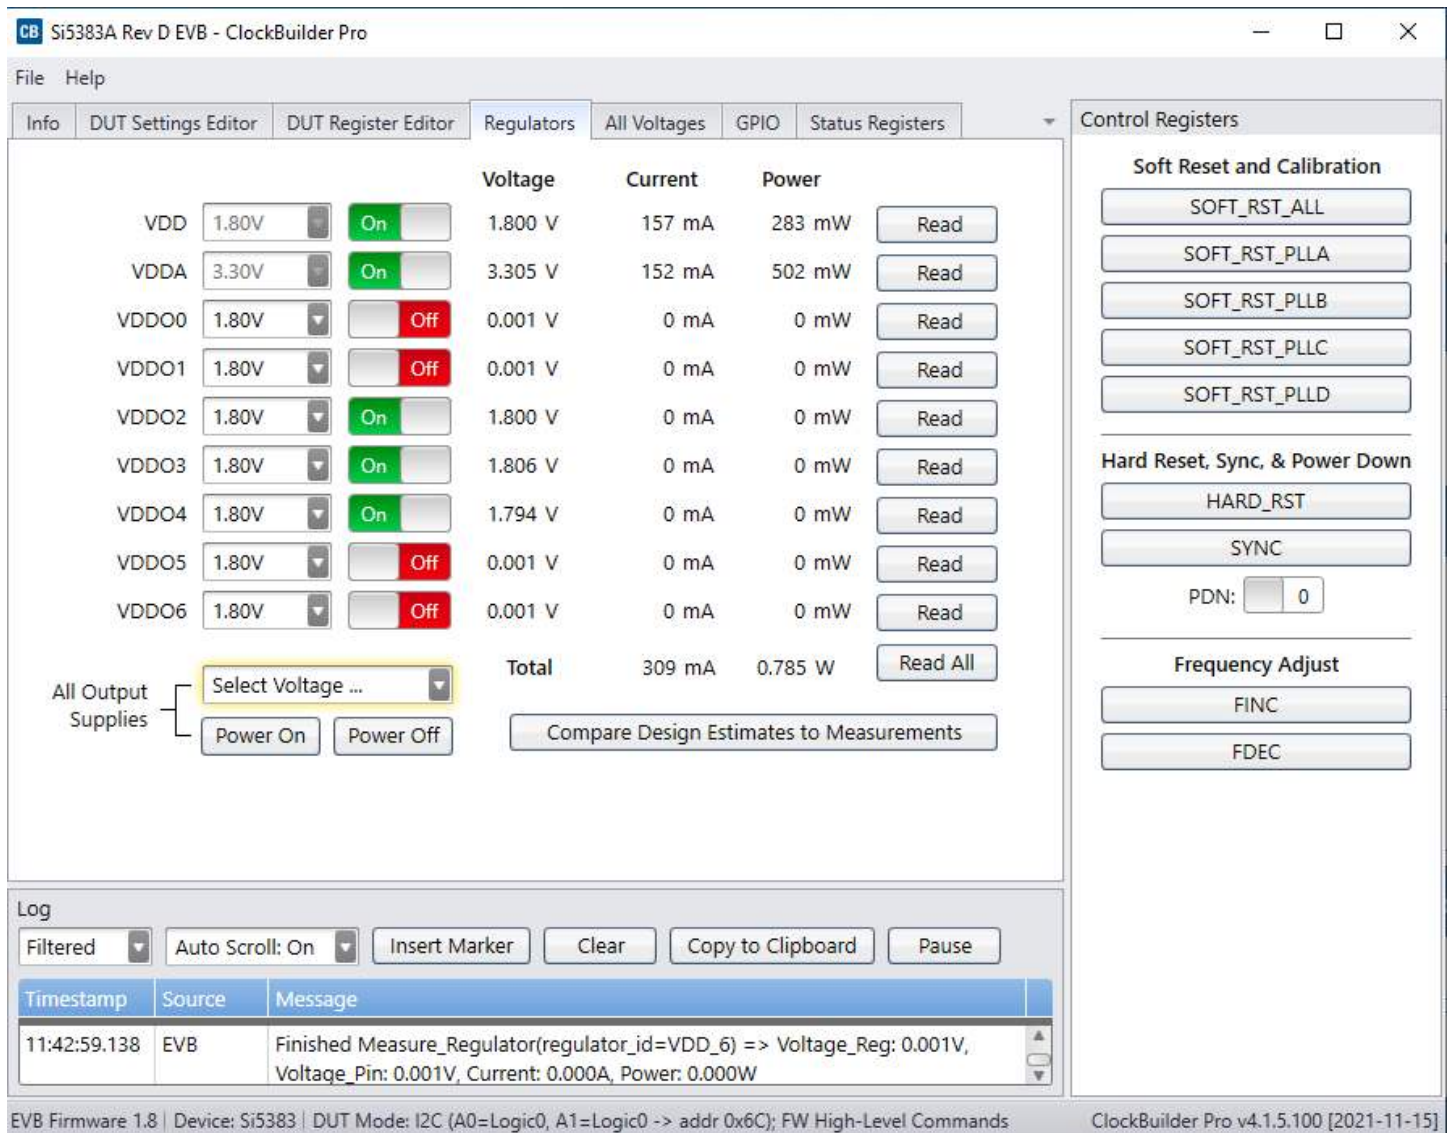 CB Si5383A Rev D EVB - ClockBuilder Pro
File Help
Info DUT Settings Editor DUT Register Editor Regulators All Voltages GPIO Status Registers
Voltage Current Power
VDD 1.80V On 1.800 V 157 mA 283 mW Read
VDDA 3.30V On 3.305 V 152 mA 502 mW Read
VDDO0 1.80V Off 0.001 V 0 mA 0 mW Read
VDDO1 1.80V Off 0.001 V 0 mA 0 mW Read
VDDO2 1.80V On 1.800 V 0 mA 0 mW Read
VDDO3 1.80V On 1.806 V 0 mA 0 mW Read
VDDO4 1.80V On 1.794 V 0 mA 0 mW Read
VDDO5 1.80V Off 0.001 V 0 mA 0 mW Read
VDDO6 1.80V Off 0.001 V 0 mA 0 mW Read
Total 309 mA 0.785 W Read All
All Output
Supplies
Select Voltage ...
Power On Power Off
Compare Design Estimates to Measurements
Control Registers
Soft Reset and Calibration
SOFT_RST_ALL
SOFT_RST_PLLA
SOFT_RST_PLLB
SOFT_RST_PLLC
SOFT_RST_PLLD
Hard Reset, Sync, & Power Down
HARD_RST
SYNC
PDN: 0
Frequency Adjust
FINC
FDEC
Log
Filtered Auto Scroll: On Insert Marker Clear Copy to Clipboard Pause
Timestamp Source Message
11:42:59.138 EVB Finished Measure_Regulator(regulator_id=VDD_6) => Voltage_Reg: 0.001V,
Voltage_Pin: 0.001V, Current: 0.000A, Power: 0.000W
EVB Firmware 1.8 | Device: Si5383 | DUT Mode: I2C (A0=Logic0, A1=Logic0 -> addr 0x6C); FW High-Level Commands ClockBuilder Pro v4.1.5.100 [2021-11-15]